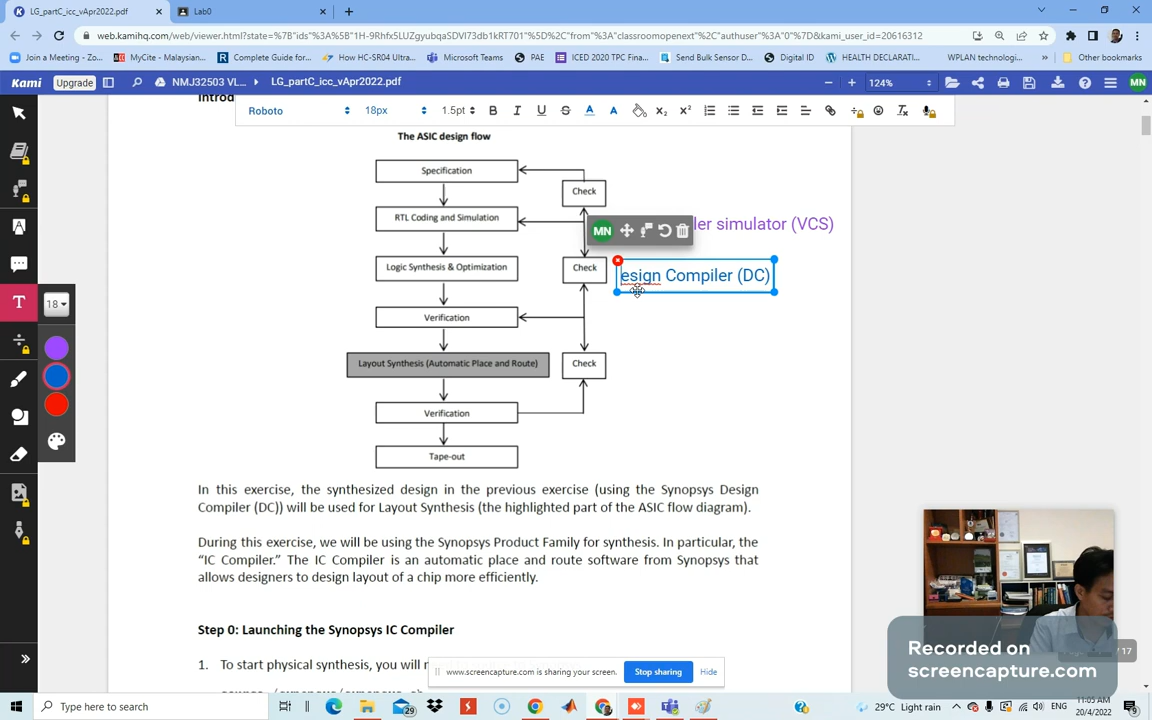 LG_partC_icc_vApr2022.pdf
Lab0
web.kamihq.com/web/viewer.html?state=%7B"ids"%3A%5B"1H-9Rhfx5LUZgyubqaSDVI73db1kRT701"%5D%2C"from"%3A"classroomopenext"%2C"authuser"%3A"0"%7D&kami_user_id=20616312
Join a Meeting - Zo...
MyCite - Malaysian...
Complete Guide for...
How HC-SR04 Ultra...
Microsoft Teams
PAE
ICED 2020 TPC Fina...
Send Bulk Sensor D...
Digital ID
HEALTH DECLARATI...
WPLAN technologi...
Other bookmarks
Kami
Upgrade
NMJ32503 VL...
LG_partC_icc_vApr2022.pdf
124%
MN
Introd
Roboto
18px
1.5pt
The ASIC design flow
Specification
Check
RTL Coding and Simulation
MN
ler simulator (VCS)
Logic Synthesis & Optimization
Check
esign Compiler (DC)
T
18
Verification
Layout Synthesis (Automatic Place and Route)
Check
Verification
Tape-out
In this exercise, the synthesized design in the previous exercise (using the Synopsys Design
Compiler (DC)) will be used for Layout Synthesis (the highlighted part of the ASIC flow diagram).
During this exercise, we will be using the Synopsys Product Family for synthesis. In particular, the
“IC Compiler.” The IC Compiler is an automatic place and route software from Synopsys that
allows designers to design layout of a chip more efficiently.
Step 0: Launching the Synopsys IC Compiler
1. To start physical synthesis, you will n
/ 17
Recorded on
screencapture.com
www.screencapture.com is sharing your screen.
Stop sharing
Hide
Type here to search
29
29°C Light rain
11:05 AM
20/4/2022
9